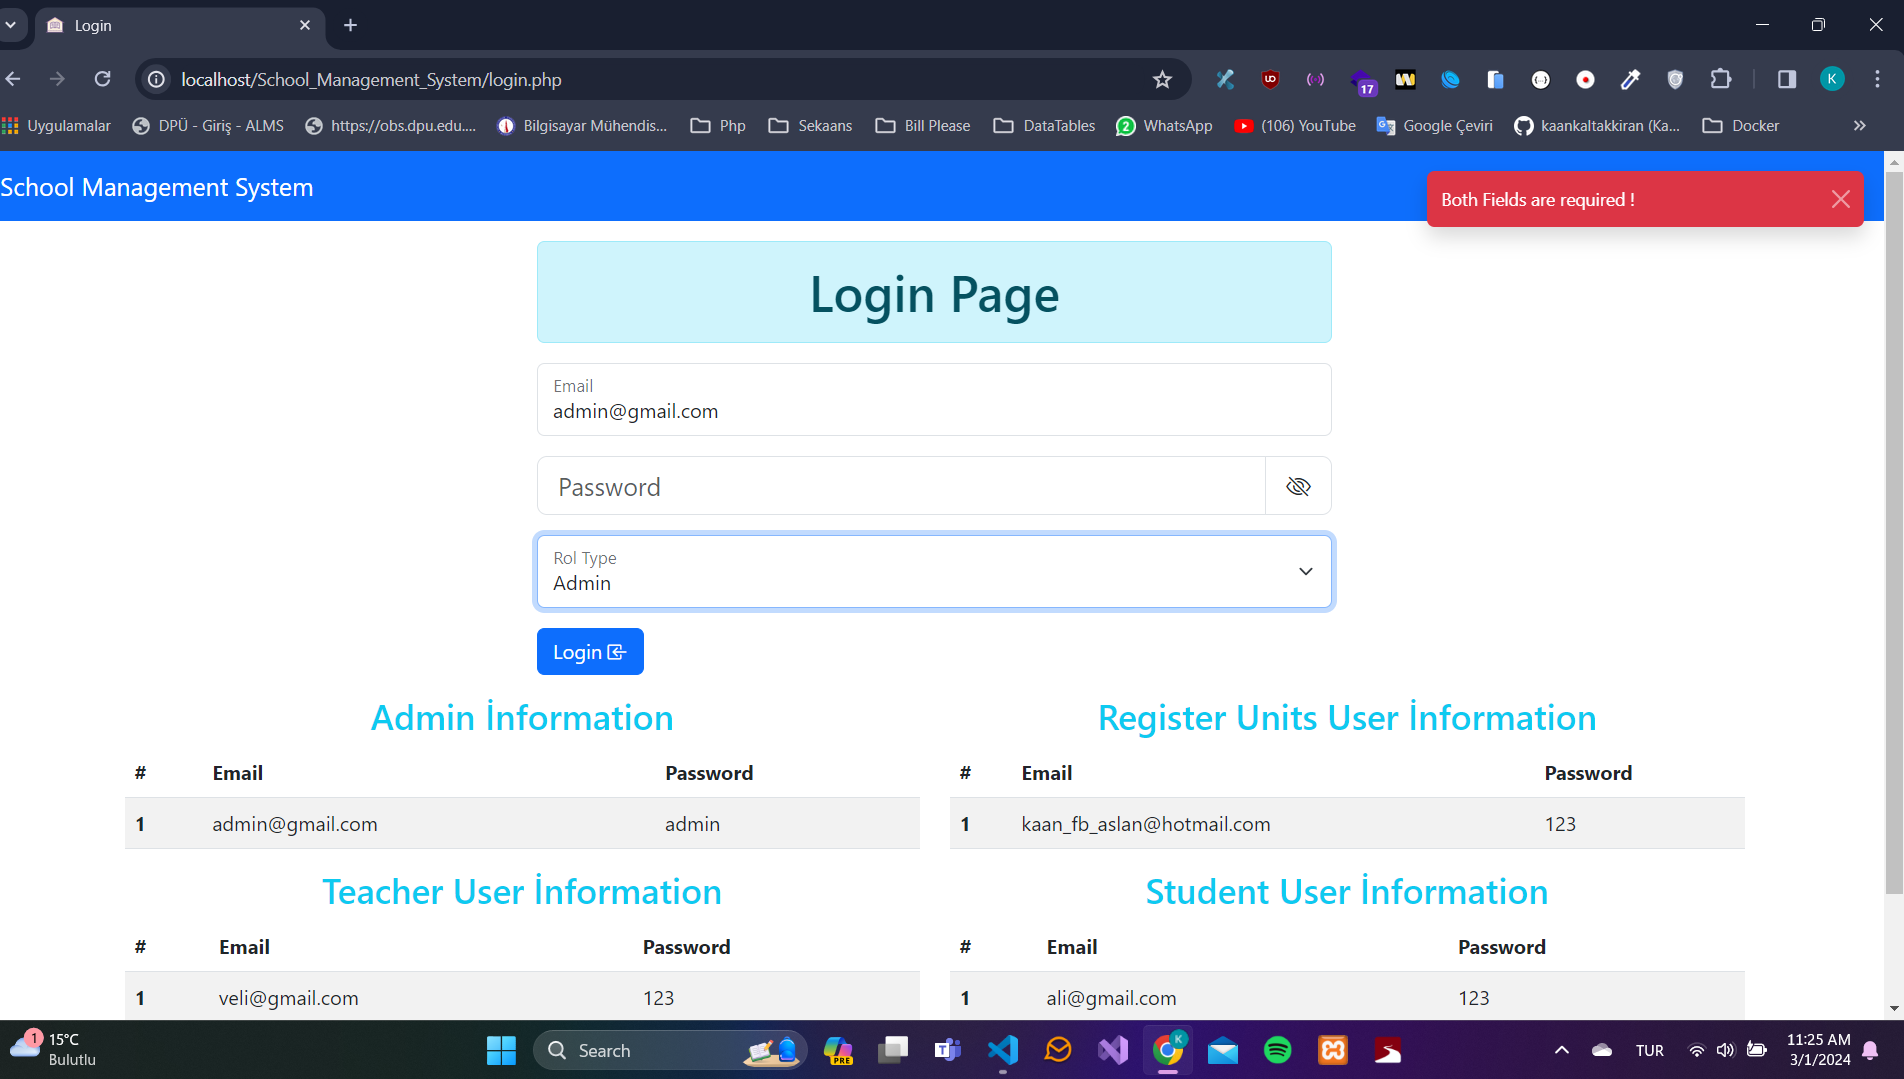 Login
localhost/School_Management_System/login.php
17
K
Uygulamalar
DPÜ - Giriş - ALMS
https://obs.dpu.edu....
Bilgisayar Mühendis...
Php
Sekaans
Bill Please
DataTables
2
WhatsApp
(106) YouTube
Google Çeviri
kaankaltakkiran (Ka...
Docker
School Management System
Both Fields are required !
Login Page
Email
admin@gmail.com
Password
Rol Type
Admin
Login
Admin İnformation
# Email Password
1 admin@gmail.com admin
Register Units User İnformation
# Email Password
1 kaan_fb_aslan@hotmail.com 123
Teacher User İnformation
# Email Password
1 veli@gmail.com 123
Student User İnformation
# Email Password
1 ali@gmail.com 123
1
15°C
Bulutlu
Search
PRE
K
TUR
11:25 AM
3/1/2024